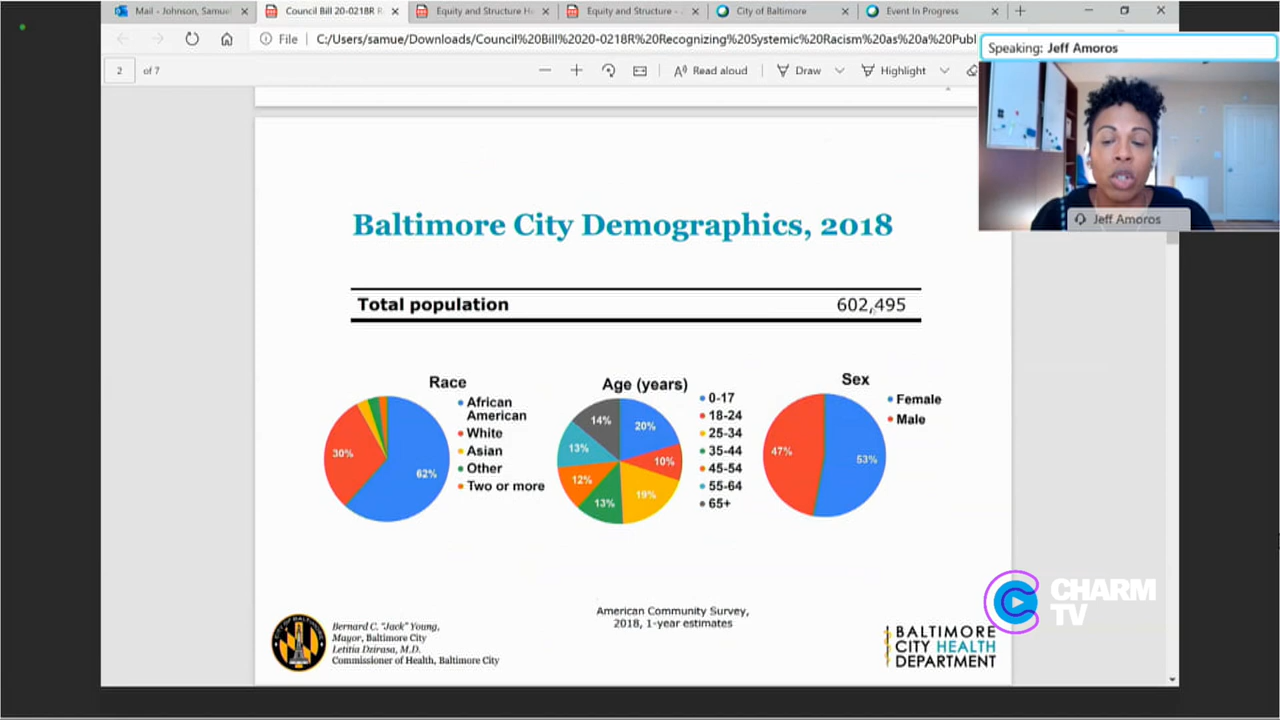 Mail - Johnson, Samuel
Council Bill 20-0218R R
Equity and Structure H
Equity and Structure -
City of Baltimore
Event In Progress
File
C:/Users/samue/Downloads/Council%20Bill%2020-0218R%20Recognizing%20Systemic%20Racism%20as%20a%20Publ
Speaking: Jeff Amoros
2 of 7
Read aloud
Draw
Highlight
Jeff Amoros
Baltimore City Demographics, 2018
Total population 602,495
Race
African
American
White
Asian
Other
Two or more
30%
62%
Age (years)
0-17
18-24
25-34
35-44
45-54
55-64
65+
14%
20%
13%
10%
12%
19%
13%
Sex
Female
Male
47%
53%
American Community Survey,
2018, 1-year estimates
Bernard C. "Jack" Young,
Mayor, Baltimore City
Letitia Dzirasa, M.D.
Commissioner of Health, Baltimore City
BALTIMORE
CITY HEALTH
DEPARTMENT
CHARM
TV